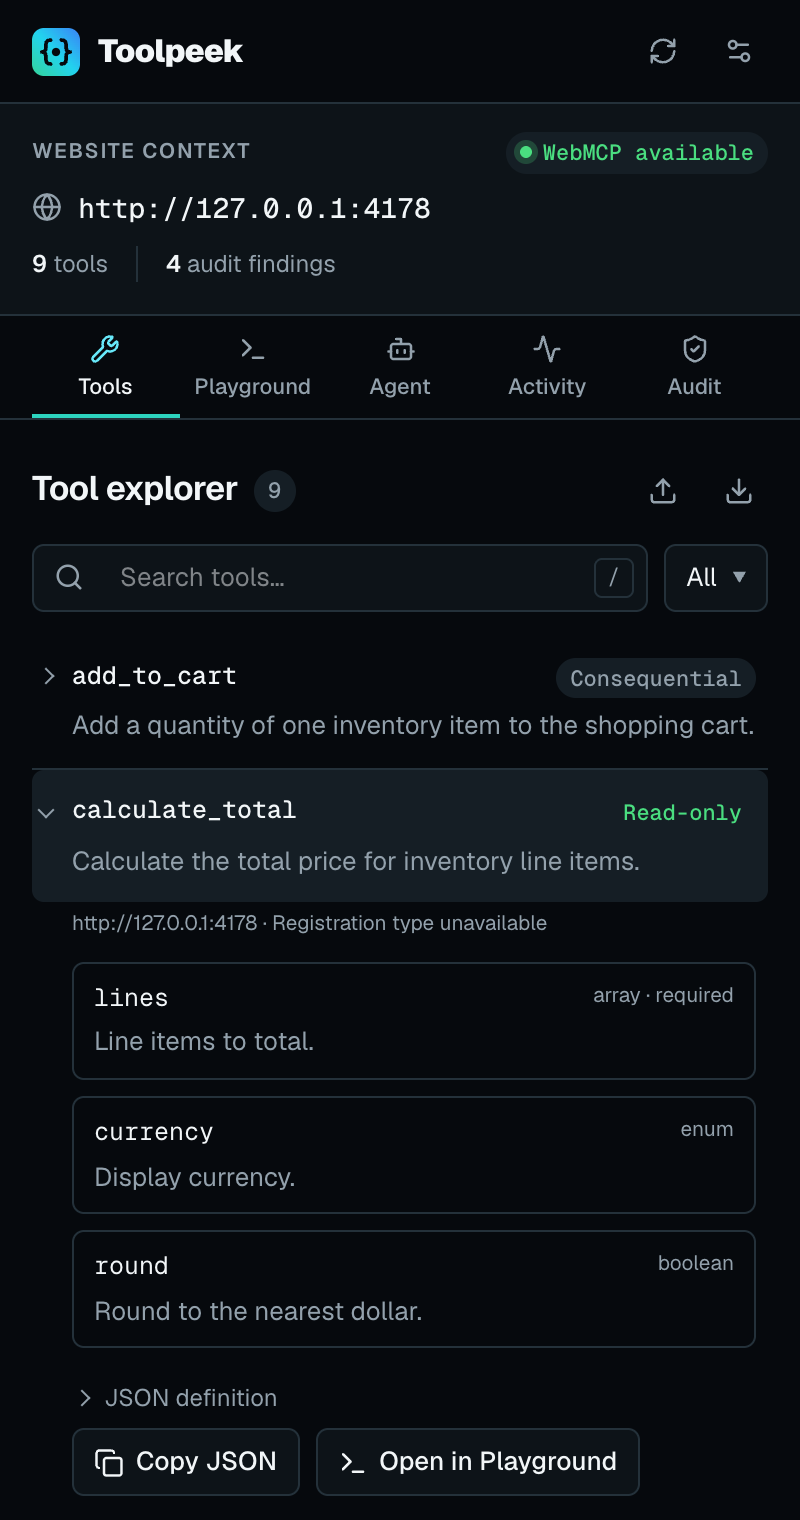 Toolpeek
WEBSITE CONTEXT
WebMCP available
http://127.0.0.1:4178
9 tools
4 audit findings
Tools
Playground
Agent
Activity
Audit
Tool explorer 9
Search tools…
/
All
add_to_cart
Consequential
Add a quantity of one inventory item to the shopping cart.
calculate_total
Read-only
Calculate the total price for inventory line items.
http://127.0.0.1:4178 · Registration type unavailable
lines
array · required
Line items to total.
currency
enum
Display currency.
round
boolean
Round to the nearest dollar.
JSON definition
Copy JSON
Open in Playground